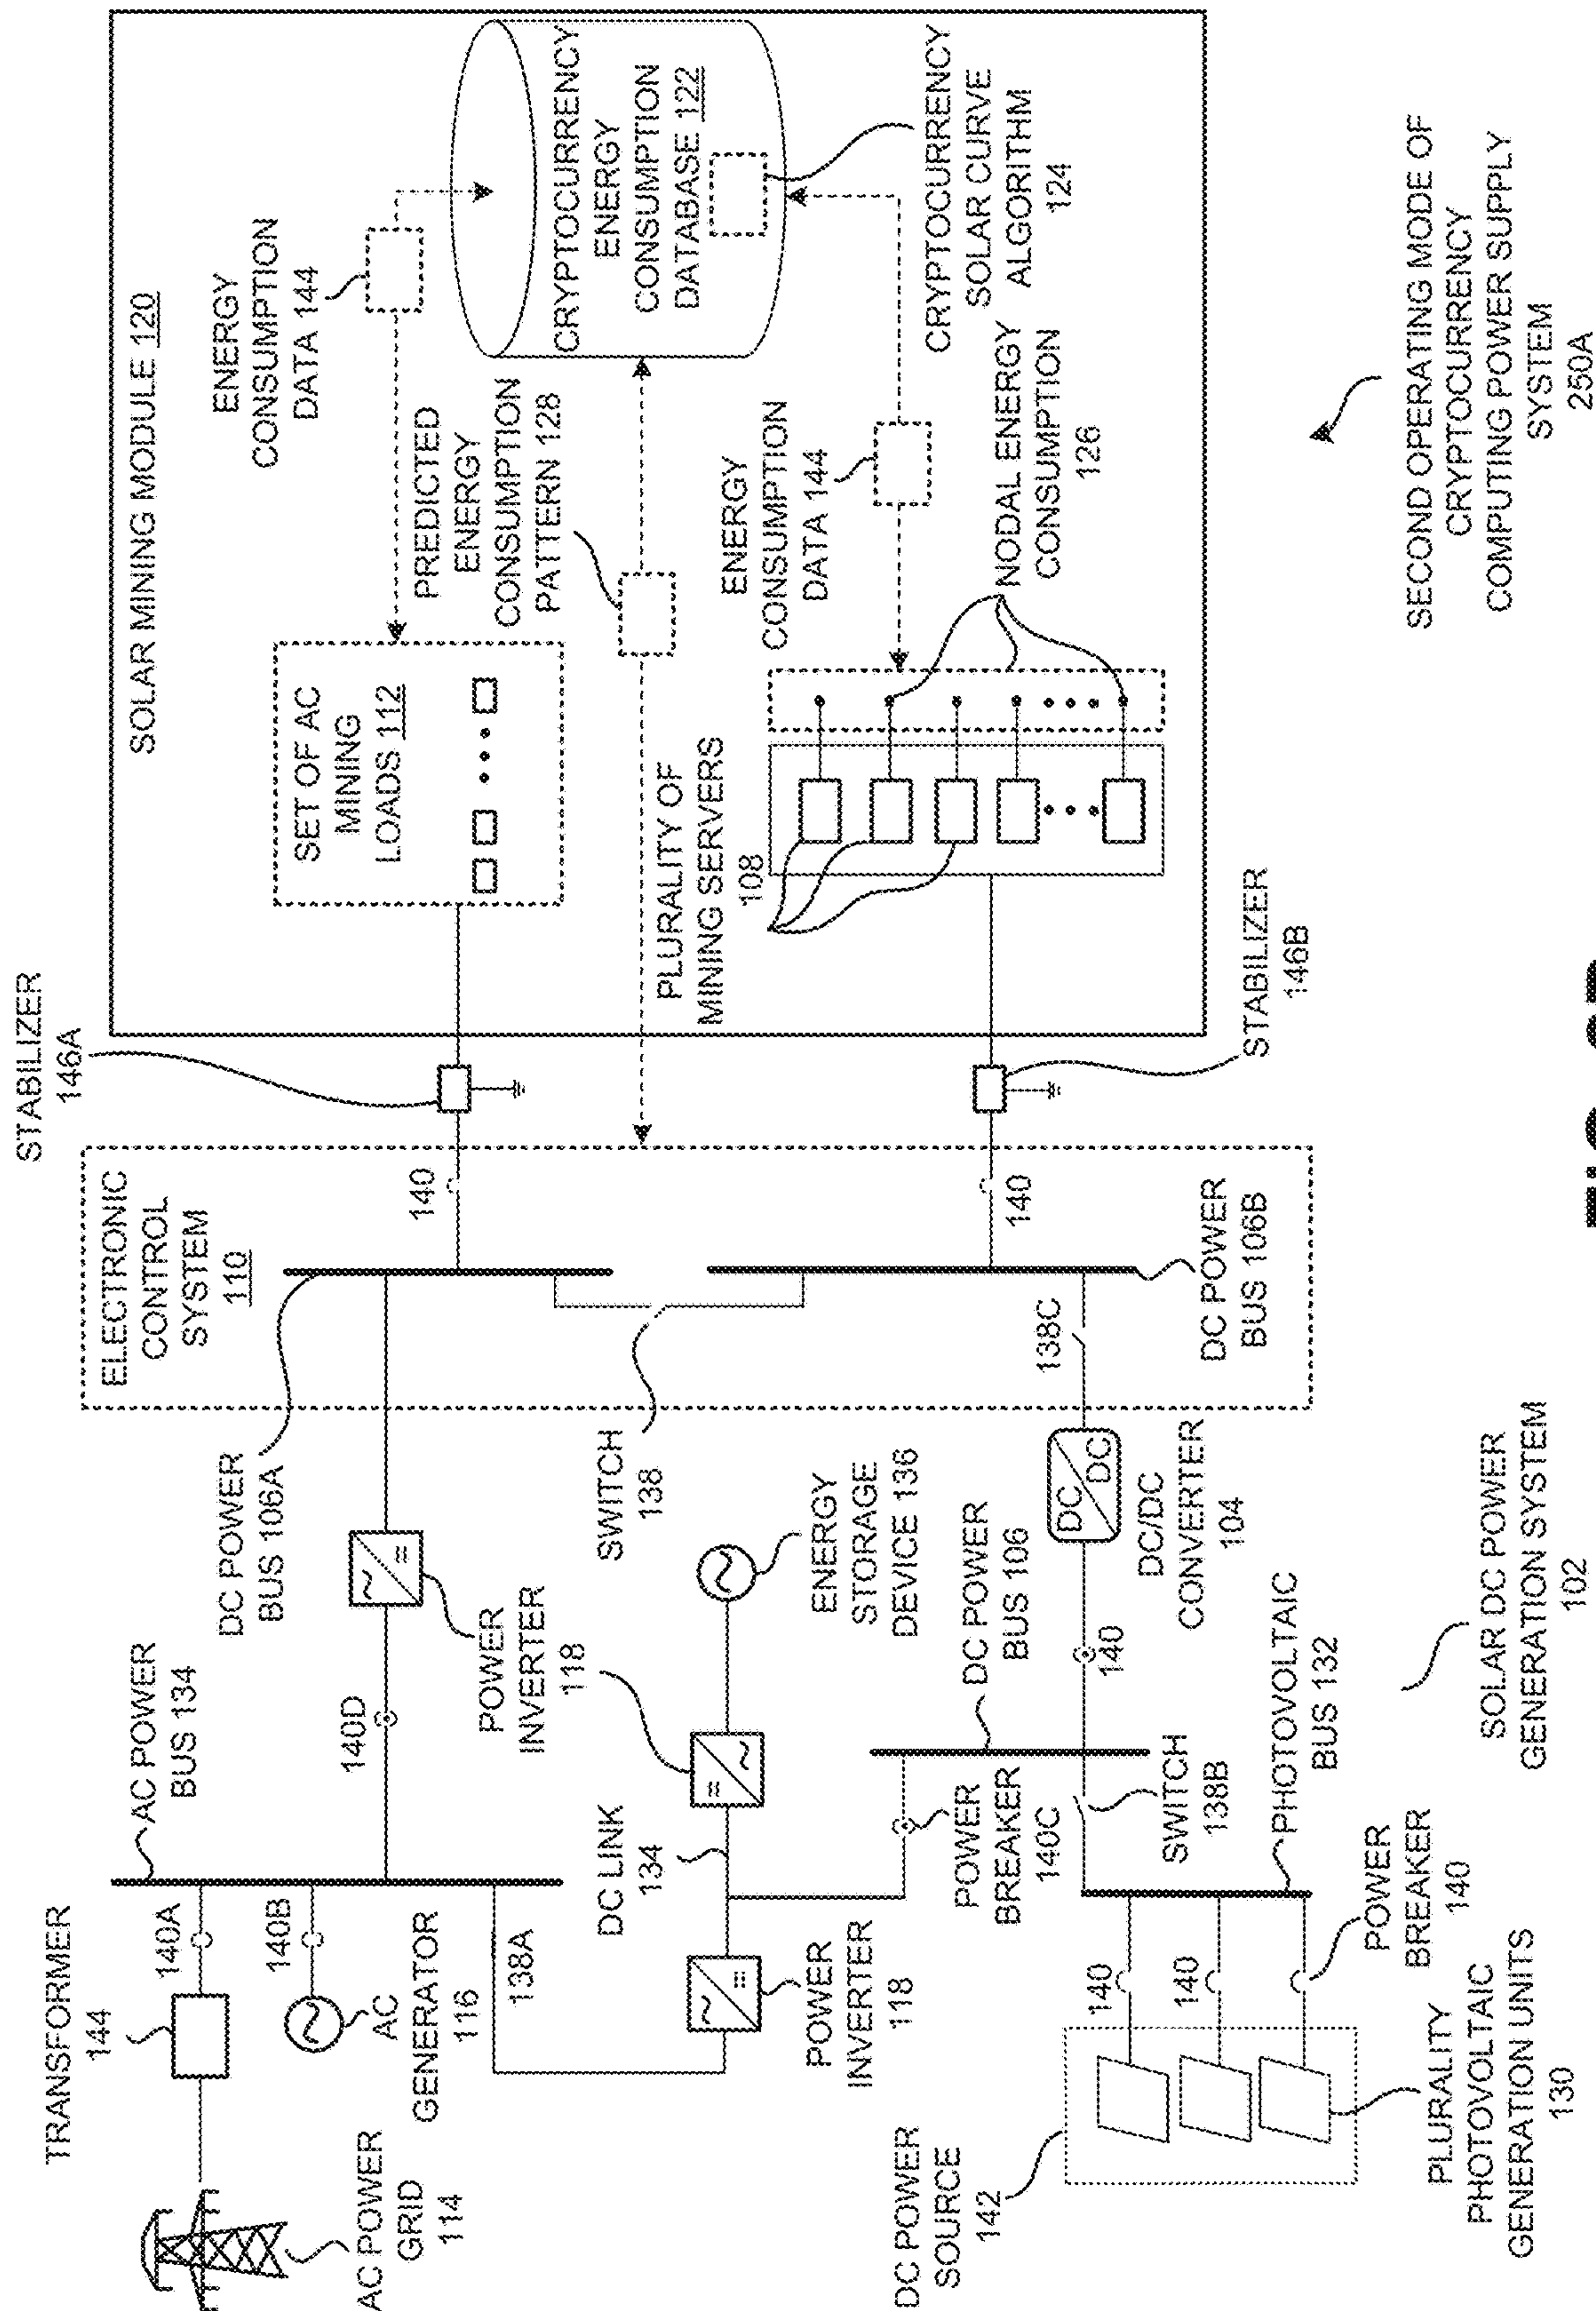 TRANSFORMER
144
AC POWER
GRID
114
140A
140B
AC
GENERATOR
116
138A
AC POWER
BUS 134
140D
POWER
INVERTER
118
DC POWER
BUS 106A
ELECTRONIC
CONTROL
SYSTEM
110
STABILIZER
146A
140
SWITCH
138
DC LINK
134
POWER
INVERTER
118
ENERGY
STORAGE
DEVICE 136
DC POWER
BUS 106
POWER
BREAKER
140C
SWITCH
138B
140
DC
DC
DC/DC
CONVERTER
104
138C
140
DC POWER
BUS 106B
STABILIZER
146B
DC POWER
SOURCE
142
140
140
POWER
BREAKER
140
PHOTOVOLTAIC
BUS 132
PLURALITY
PHOTOVOLTAIC
GENERATION UNITS
130
SOLAR DC POWER
GENERATION SYSTEM
102
SOLAR MINING MODULE 120
SET OF AC
MINING
LOADS 112
ENERGY
CONSUMPTION
DATA 144
PREDICTED
ENERGY
CONSUMPTION
PATTERN 128
CRYPTOCURRENCY
ENERGY
CONSUMPTION
DATABASE 122
PLURALITY OF
MINING SERVERS
108
ENERGY
CONSUMPTION
DATA 144
CRYPTOCURRENCY
SOLAR CURVE
ALGORITHM
124
NODAL ENERGY
CONSUMPTION
126
SECOND OPERATING MODE OF
CRYPTOCURRENCY
COMPUTING POWER SUPPLY
SYSTEM
250A